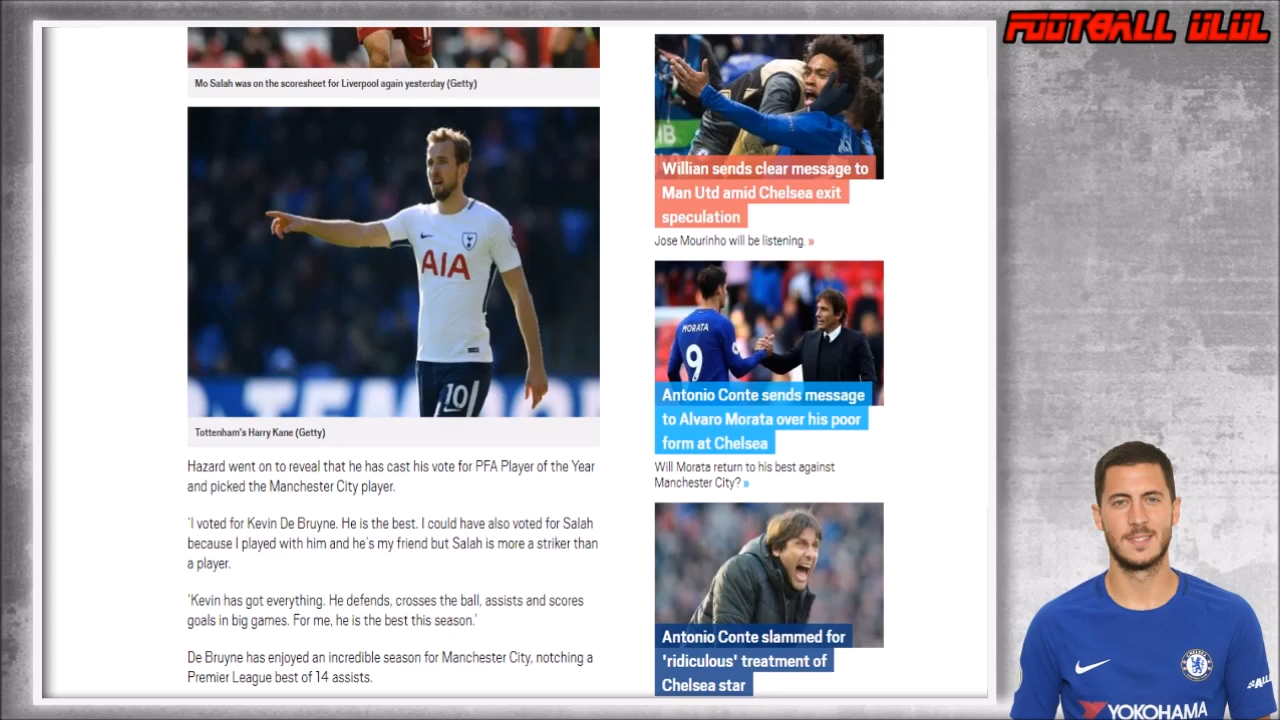 FOOTBALL ULUL
Mo Salah was on the scoresheet for Liverpool again yesterday (Getty)
AIA
10
Tottenham's Harry Kane (Getty)
Hazard went on to reveal that he has cast his vote for PFA Player of the Year
and picked the Manchester City player.
'I voted for Kevin De Bruyne. He is the best. I could have also voted for Salah
because I played with him and he's my friend but Salah is more a striker than
a player.
'Kevin has got everything. He defends, crosses the ball, assists and scores
goals in big games. For me, he is the best this season.'
De Bruyne has enjoyed an incredible season for Manchester City, notching a
Premier League best of 14 assists.
Willian sends clear message to
Man Utd amid Chelsea exit
speculation
Jose Mourinho will be listening. »
MORATA
9
Antonio Conte sends message
to Alvaro Morata over his poor
form at Chelsea
Will Morata return to his best against
Manchester City? »
Antonio Conte slammed for
'ridiculous' treatment of
Chelsea star
YOKOHAMA